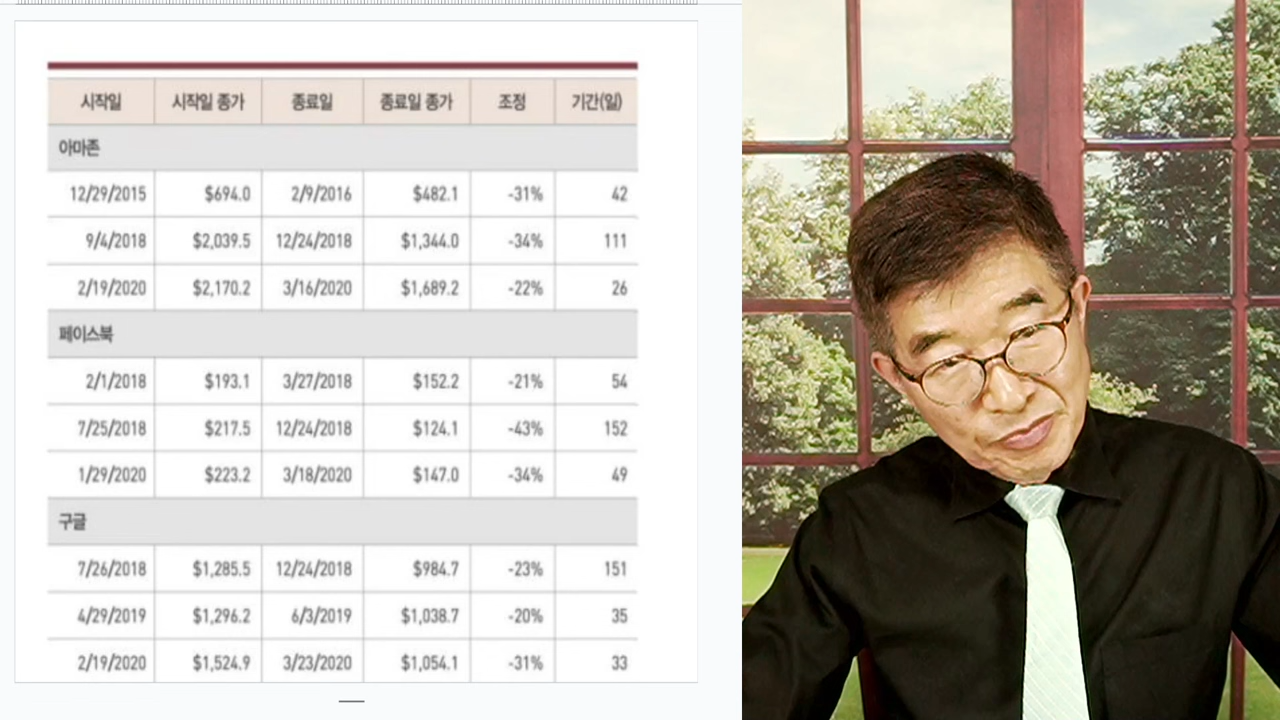 시작일 시작일 종가 종료일 종료일 종가 조정 기간(일)
아마존
12/29/2015 $694.0 2/9/2016 $482.1 -31% 42
9/4/2018 $2,039.5 12/24/2018 $1,344.0 -34% 111
2/19/2020 $2,170.2 3/16/2020 $1,689.2 -22% 26
페이스북
2/1/2018 $193.1 3/27/2018 $152.2 -21% 54
7/25/2018 $217.5 12/24/2018 $124.1 -43% 152
1/29/2020 $223.2 3/18/2020 $147.0 -34% 49
구글
7/26/2018 $1,285.5 12/24/2018 $984.7 -23% 151
4/29/2019 $1,296.2 6/3/2019 $1,038.7 -20% 35
2/19/2020 $1,524.9 3/23/2020 $1,054.1 -31% 33